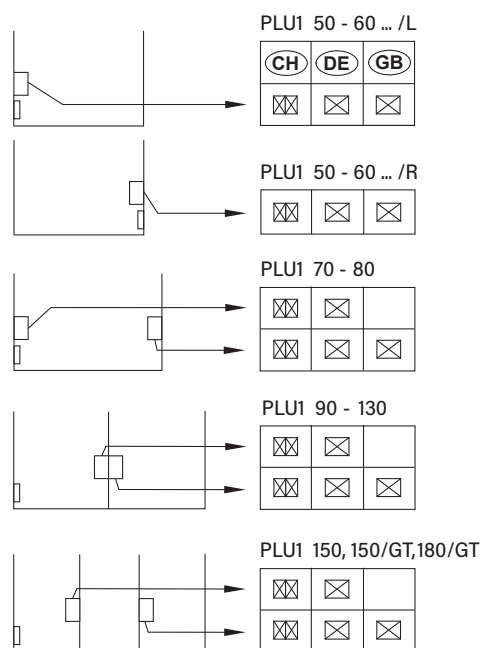 PLU1 50 - 60 ... /L
CH DE GB
PLU1 50 - 60 ... /R
PLU1 70 - 80
PLU1 90 - 130
PLU1 150, 150/GT,180/GT